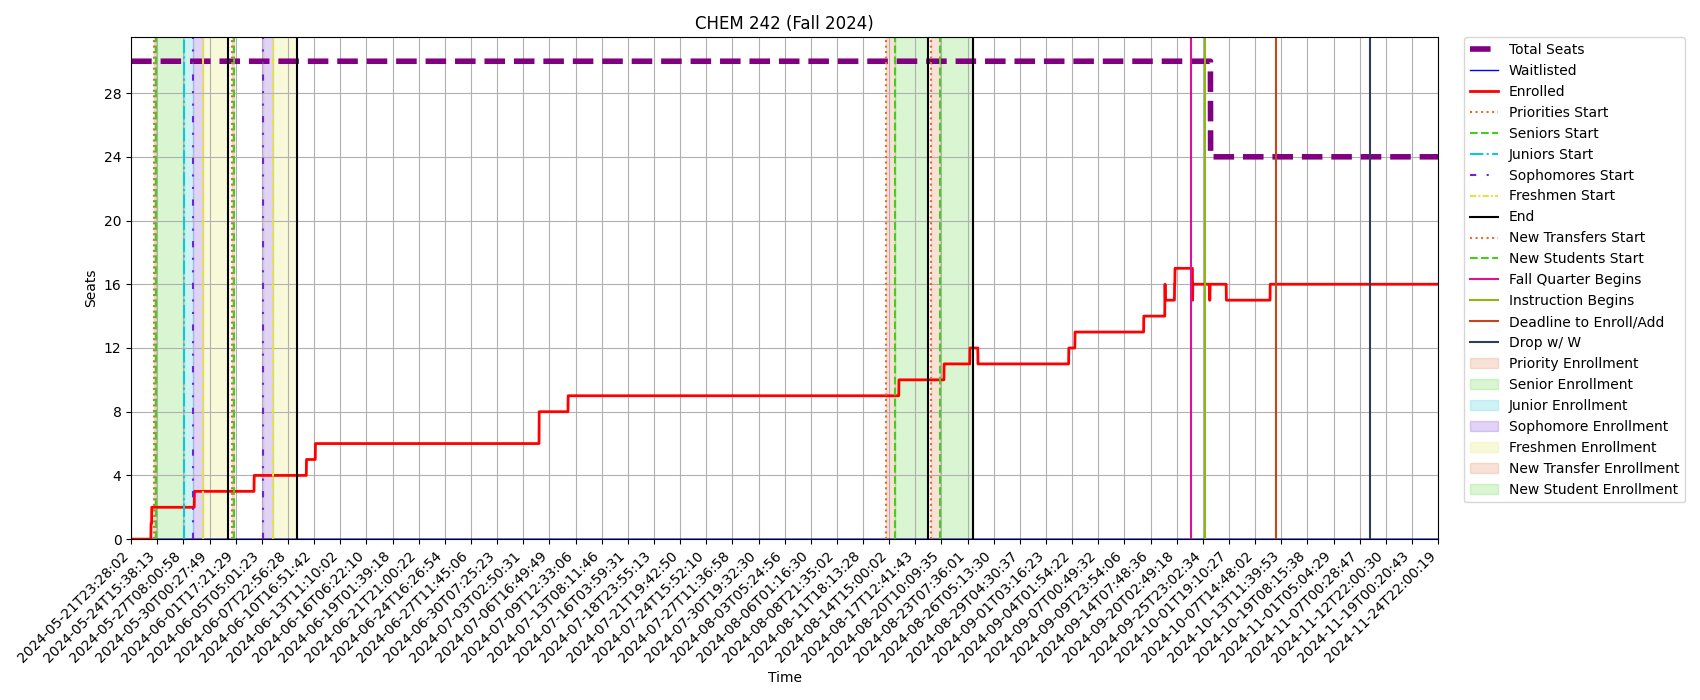 CHEM 242 (Fall 2024)
Seats
28
24
20
16
12
8
4
0
2024-05-21T23:28:02
2024-05-24T15:38:13
2024-05-27T08:00:58
2024-05-30T00:27:49
2024-06-01T17:21:29
2024-06-05T05:01:23
2024-06-07T22:56:28
2024-06-10T16:51:42
2024-06-13T11:10:02
2024-06-16T06:22:10
2024-06-19T01:39:18
2024-06-21T21:00:22
2024-06-24T16:26:54
2024-06-27T11:45:06
2024-06-30T07:25:23
2024-07-03T02:50:31
2024-07-06T16:49:49
2024-07-09T12:33:06
2024-07-13T08:11:46
2024-07-16T03:59:31
2024-07-18T23:55:13
2024-07-21T19:42:50
2024-07-24T15:52:10
2024-07-27T11:36:58
2024-07-30T19:32:30
2024-08-03T05:24:56
2024-08-06T01:16:30
2024-08-08T21:35:02
2024-08-11T18:13:28
2024-08-14T15:00:02
2024-08-17T12:41:43
2024-08-20T10:09:35
2024-08-23T07:36:01
2024-08-26T05:13:30
2024-08-29T04:30:37
2024-09-01T03:16:23
2024-09-04T01:54:22
2024-09-07T00:49:32
2024-09-09T23:54:06
2024-09-14T07:48:36
2024-09-20T02:49:18
2024-09-25T23:02:34
2024-10-01T19:10:27
2024-10-07T14:48:02
2024-10-13T11:39:53
2024-10-19T08:15:38
2024-11-01T05:04:29
2024-11-07T00:28:47
2024-11-12T22:00:30
2024-11-19T00:20:43
2024-11-24T22:00:19
Time
Total Seats
Waitlisted
Enrolled
Priorities Start
Seniors Start
Juniors Start
Sophomores Start
Freshmen Start
End
New Transfers Start
New Students Start
Fall Quarter Begins
Instruction Begins
Deadline to Enroll/Add
Drop w/ W
Priority Enrollment
Senior Enrollment
Junior Enrollment
Sophomore Enrollment
Freshmen Enrollment
New Transfer Enrollment
New Student Enrollment